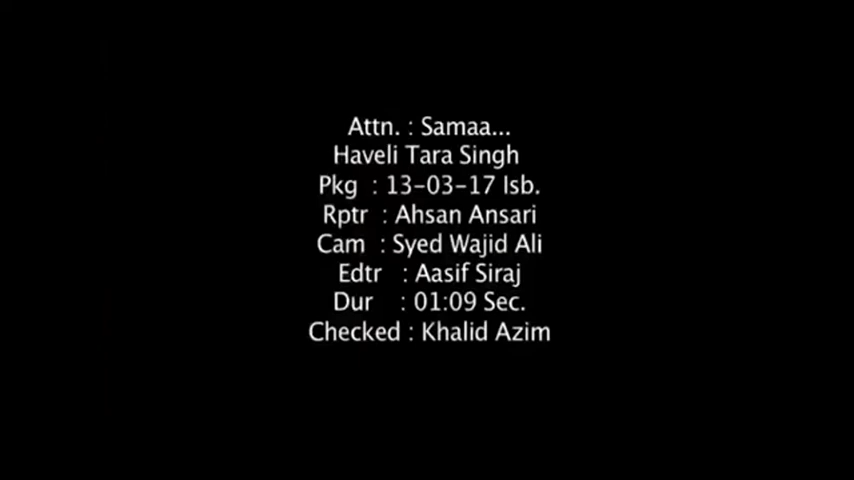 Attn. : Samaa...
Haveli Tara Singh
Pkg : 13-03-17 Isb.
Rptr : Ahsan Ansari
Cam : Syed Wajid Ali
Edtr : Aasif Siraj
Dur : 01:09 Sec.
Checked : Khalid Azim